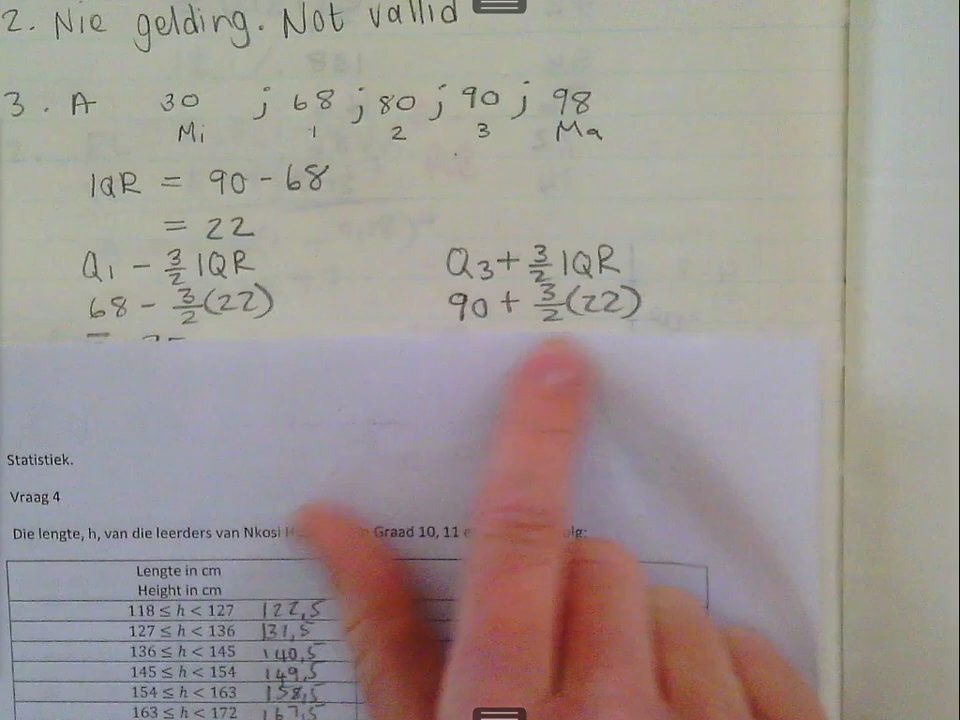 2. Nie gelding. Not vallid
3. A 30 ; 68 ; 80 ; 90 ; 98
Mi 1 2 3 Ma
IQR = 90 - 68
= 22
Q1 - 3/2 IQR Q3 + 3/2 IQR
68 - 3/2(22) 90 + 3/2(22)
Statistiek.
Vraag 4
Die lengte, h, van die leerders van Nkosi Graad 10, 11
Lengte in cm
Height in cm
118 ≤ h < 127 122,5
127 ≤ h < 136 131,5
136 ≤ h < 145 140,5
145 ≤ h < 154 149,5
154 ≤ h < 163 158,5
163 ≤ h < 172 167,5